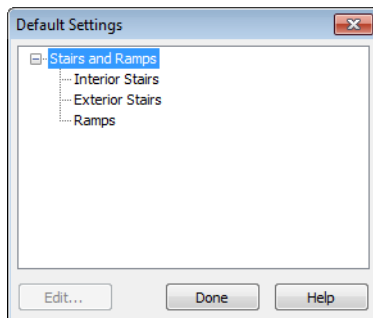 Default Settings
Stairs and Ramps
Interior Stairs
Exterior Stairs
Ramps
Edit... Done Help